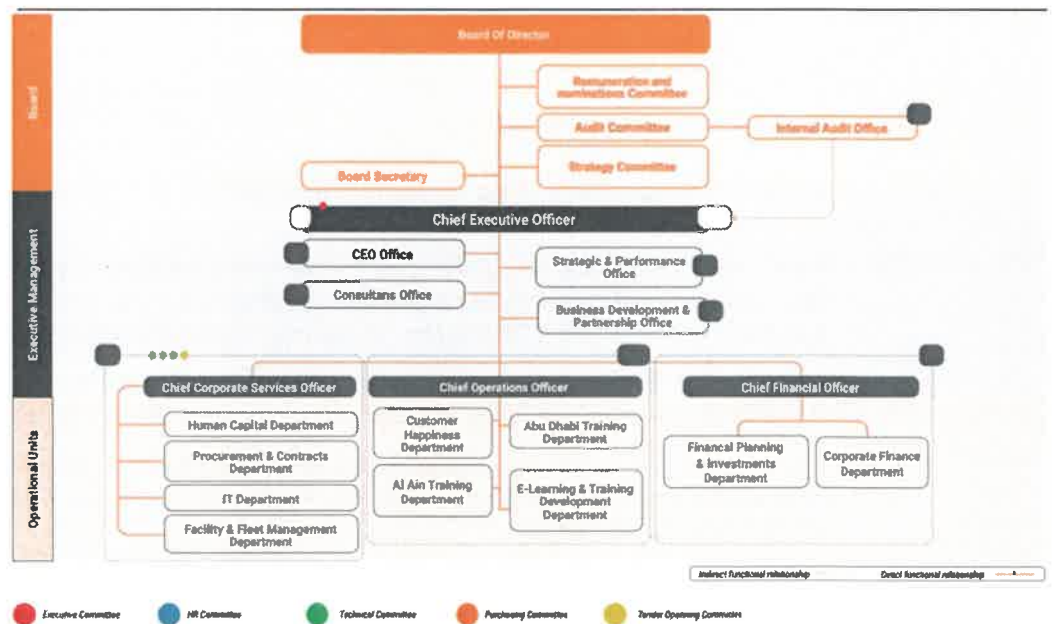 Board Of Director
Board
Remuneration and
nominations Committee
Audit Committee
Internal Audit Office
Strategy Committee
Board Secretary
Executive Management
Chief Executive Officer
CEO Office
Strategic & Performance
Office
Consultans Office
Business Development &
Partnership Office
Chief Corporate Services Officer
Chief Operations Officer
Chief Financial Officer
Operational Units
Human Capital Department
Procurement & Contracts
Department
IT Department
Facility & Fleet Management
Department
Customer
Happiness
Department
Abu Dhabi Training
Department
Al Ain Training
Department
E-Learning & Training
Development
Department
Financal Planning
& Investments
Department
Corporate Finance
Department
Indirect functional relationship
Direct functional relationship
Executive Committee
HR Committee
Technical Committee
Purchasing Committee
Tender Opening Committee